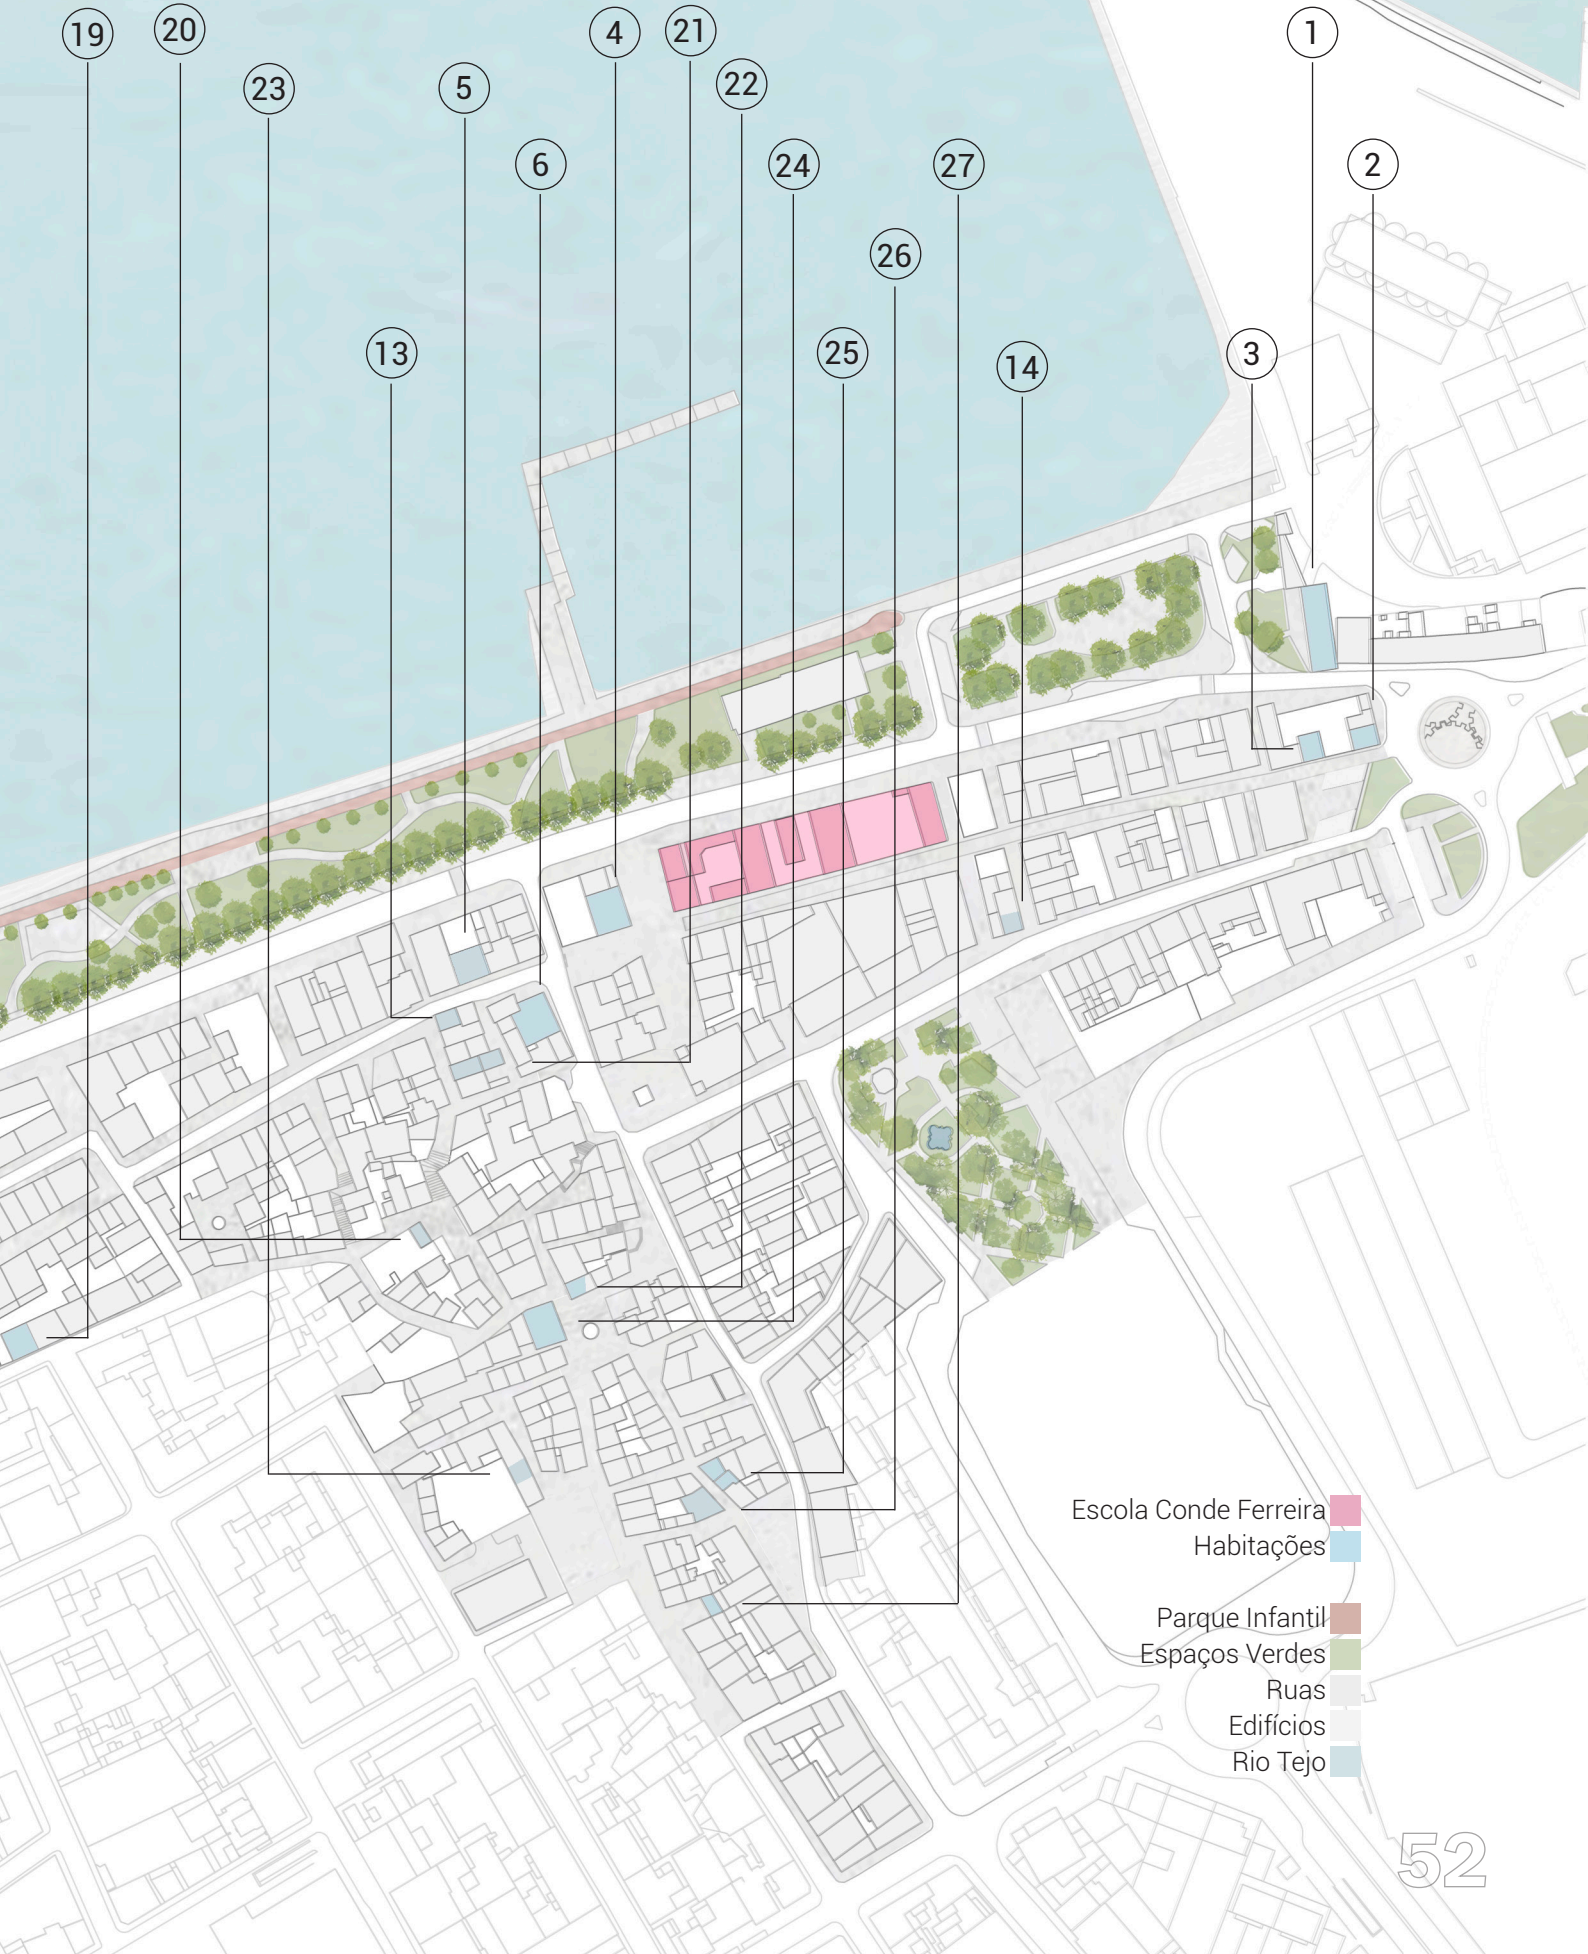 19
20
4
21
1
23
5
22
6
24
27
2
26
13
25
14
3
Escola Conde Ferreira
Habitações
Parque Infantil
Espaços Verdes
Ruas
Edifícios
Rio Tejo
52